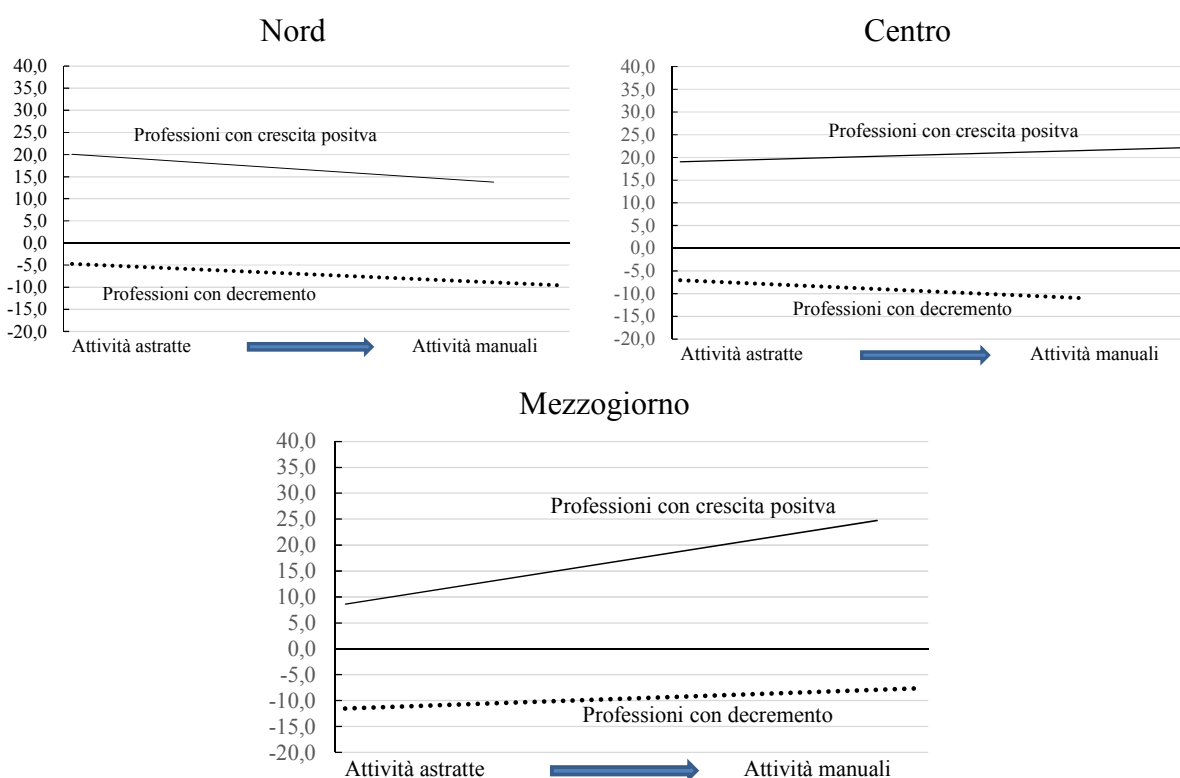 Nord
40,0
35,0
30,0
25,0
20,0
15,0
10,0
5,0
0,0
-5,0
-10,0
-15,0
-20,0
Professioni con crescita positva
Professioni con decremento
Attività astratte
Attività manuali
Centro
40,0
35,0
30,0
25,0
20,0
15,0
10,0
5,0
0,0
-5,0
-10,0
-15,0
-20,0
Professioni con crescita positva
Professioni con decremento
Attività astratte
Attività manuali
Mezzogiorno
40,0
35,0
30,0
25,0
20,0
15,0
10,0
5,0
0,0
-5,0
-10,0
-15,0
-20,0
Professioni con crescita positva
Professioni con decremento
Attività astratte
Attività manuali